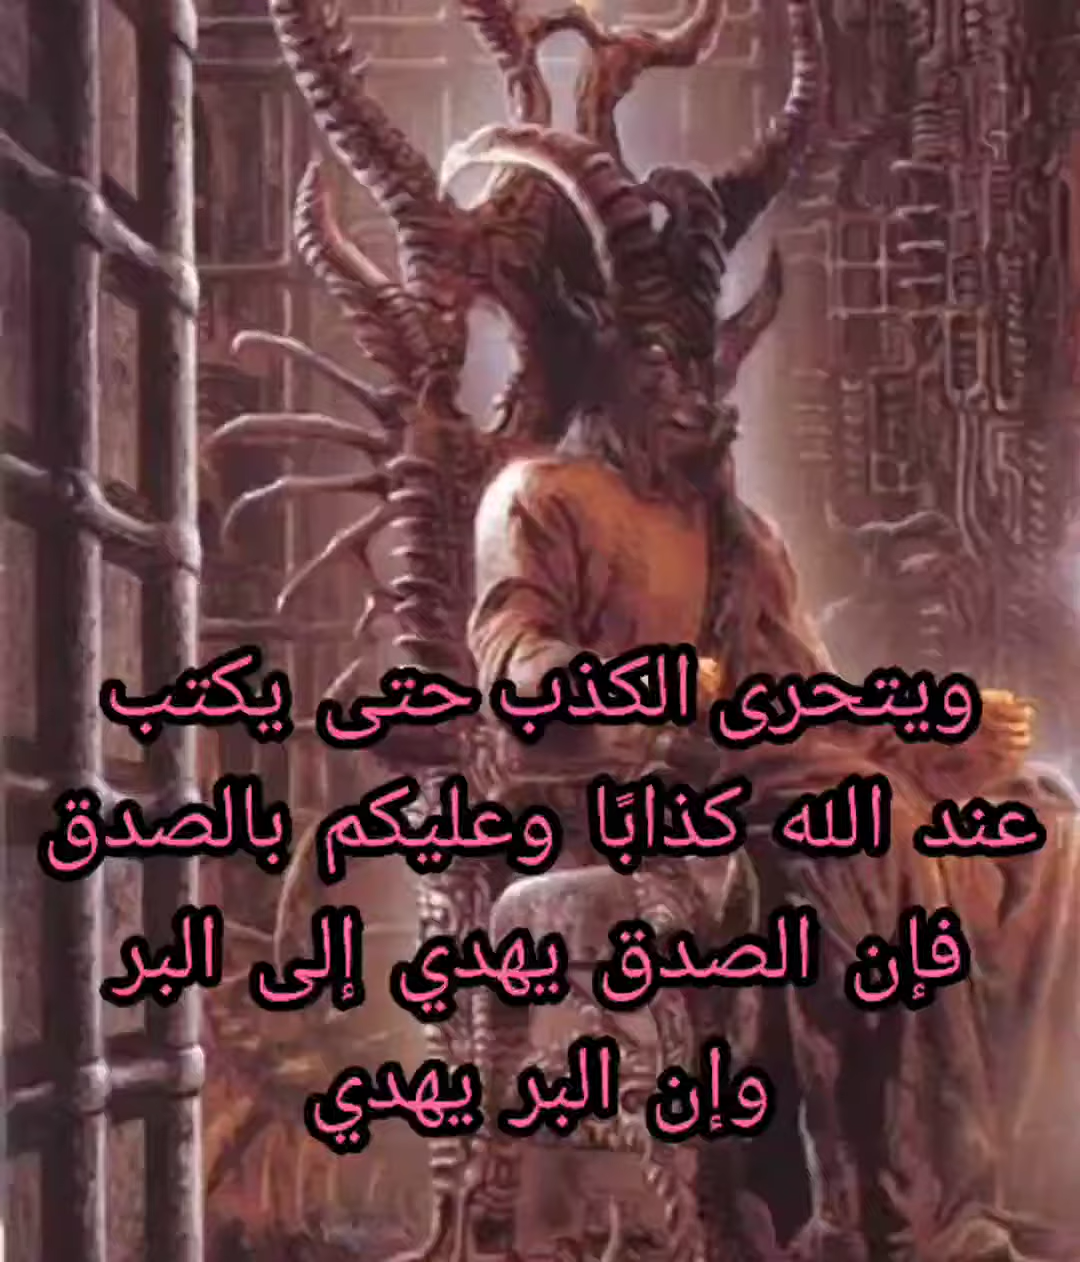 ويتحرى الكذب حتى يكتب
عند الله كذابًا وعليكم بالصدق
فإن الصدق يهدي إلى البر
وإن البر يهدي